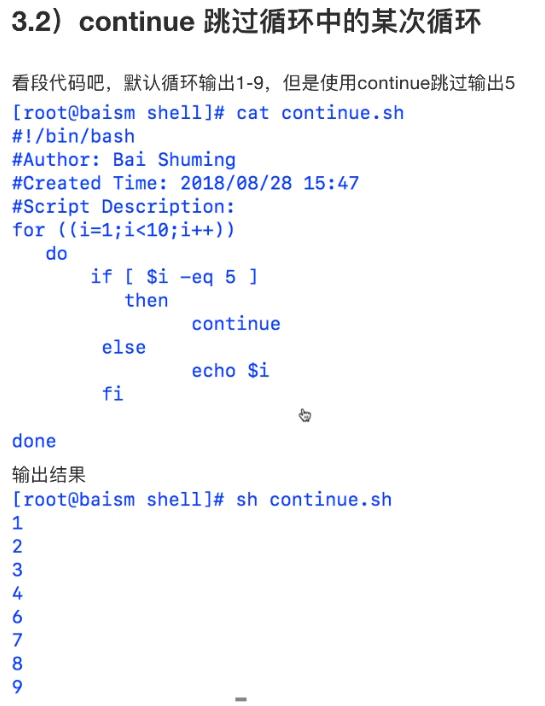 3.2）continue 跳过循环中的某次循环
看段代码吧，默认循环输出1-9，但是使用continue跳过输出5
[root@baism shell]# cat continue.sh
#!/bin/bash
#Author: Bai Shuming
#Created Time: 2018/08/28 15:47
#Script Description:
for ((i=1;i<10;i++))
do
if [ $i -eq 5 ]
then
continue
else
echo $i
fi
done
输出结果
[root@baism shell]# sh continue.sh
1
2
3
4
6
7
8
9